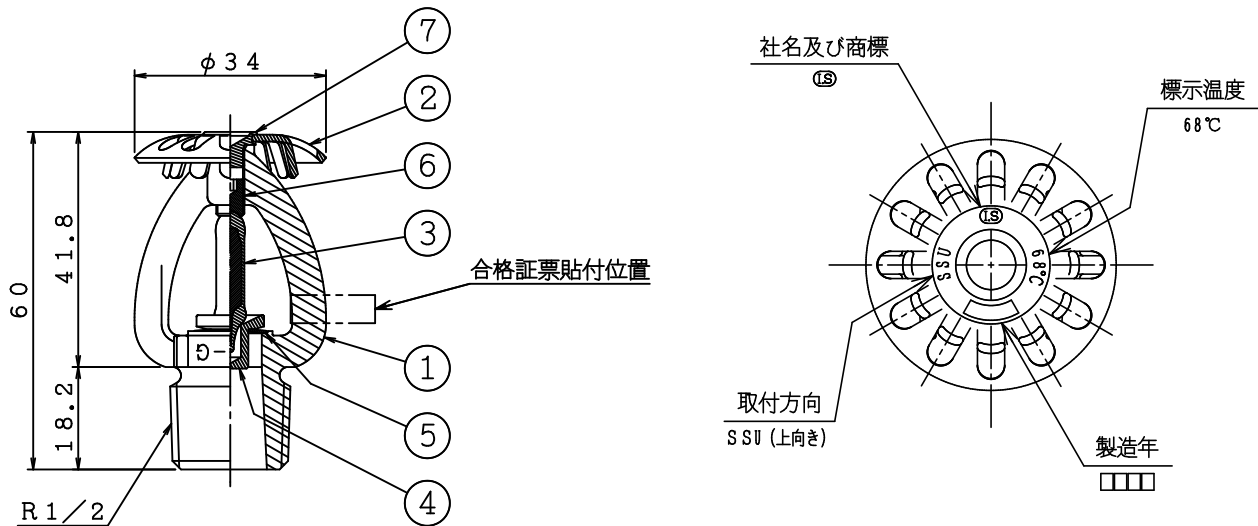 φ34
60
41.8
18.2
R1/2
⑦
②
⑥
③
合格証票貼付位置
①
⑤
④
-G
社名及び商標
LS
標示温度
68℃
LS
SSU
68℃
取付方向
SSU(上向き)
製造年
□□□□